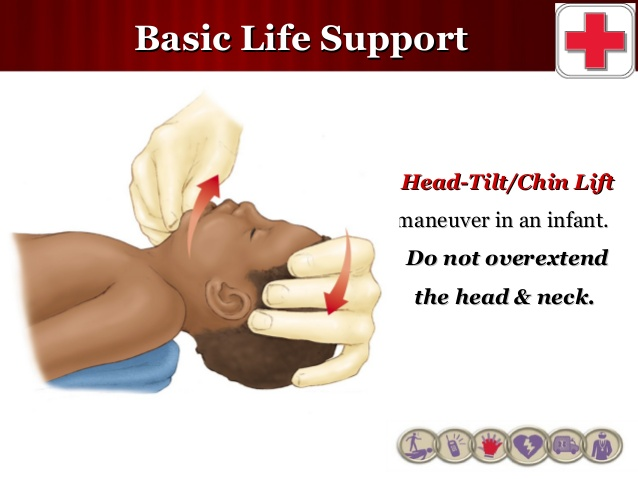 Basic Life Support
Head-Tilt/Chin Lift
maneuver in an infant.
Do not overextend
the head & neck.